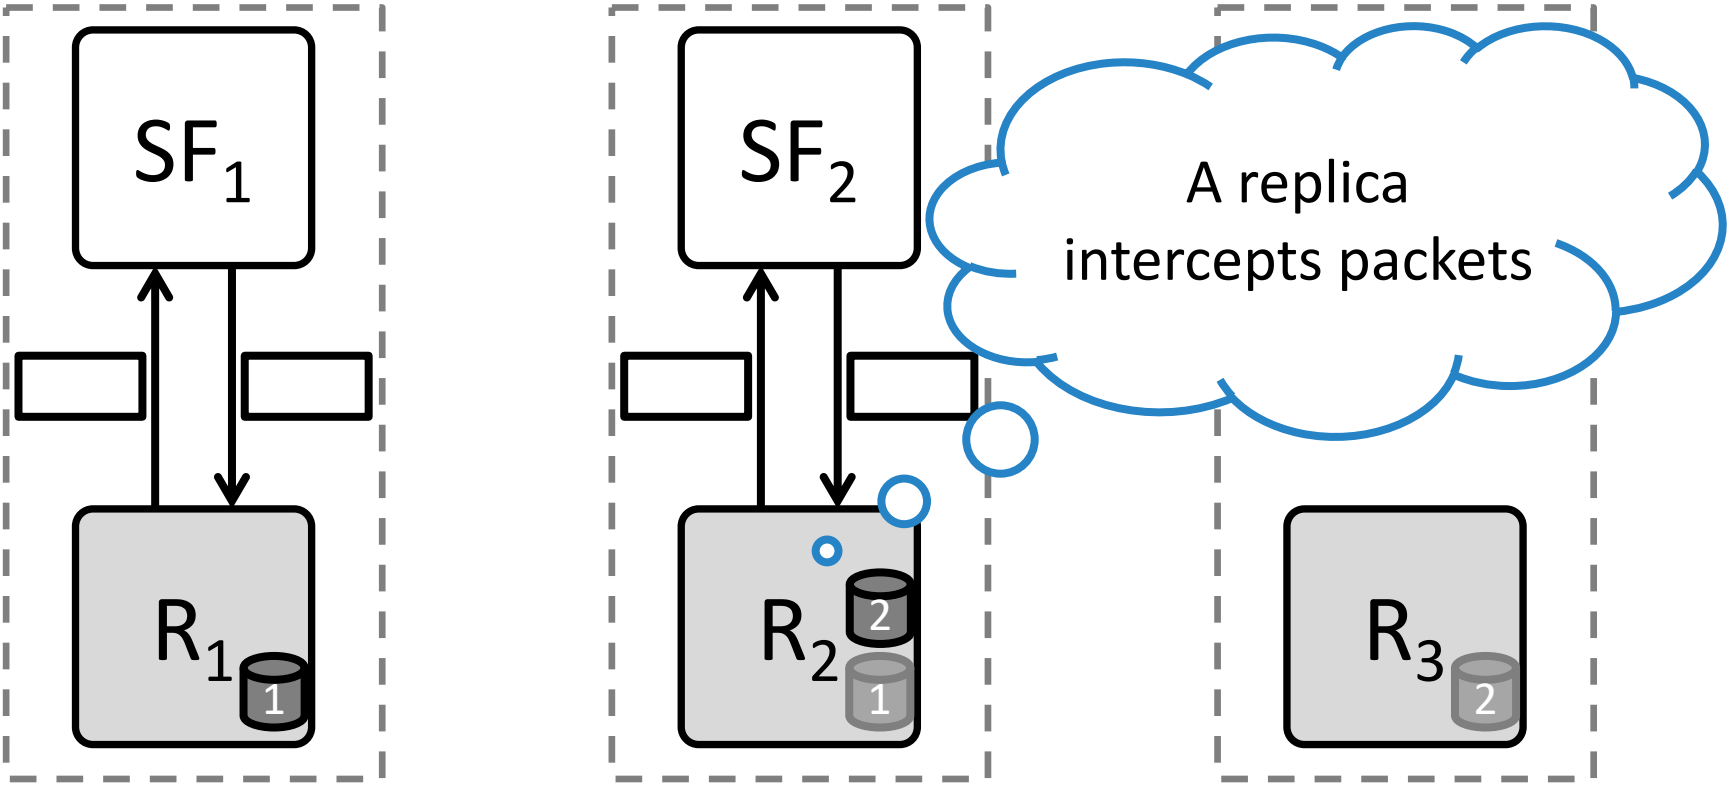 SF₁
SF₂
A replica
intercepts packets
R₁
1
R₂
2
1
R₃
2